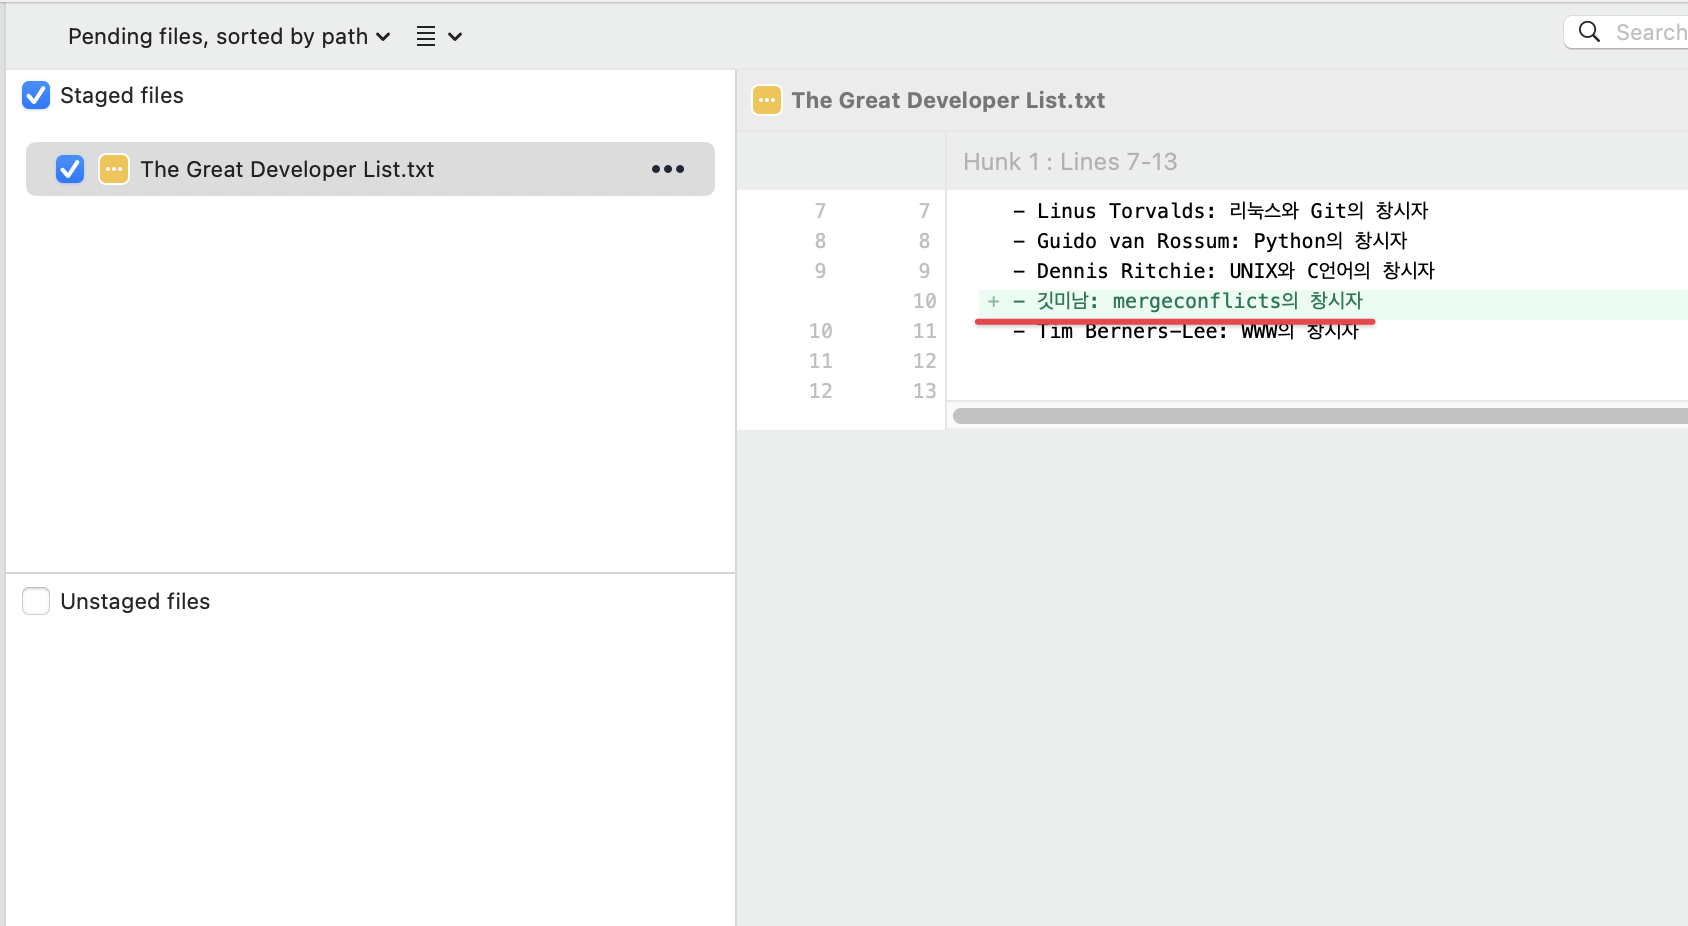 Pending files, sorted by path
Search
Staged files
The Great Developer List.txt
Unstaged files
The Great Developer List.txt
Hunk 1 : Lines 7-13
7 7 - Linus Torvalds: 리눅스와 Git의 창시자
8 8 - Guido van Rossum: Python의 창시자
9 9 - Dennis Ritchie: UNIX와 C언어의 창시자
10 + - 깃미남: mergeconflicts의 창시자
10 11 - Tim Berners-Lee: WWW의 창시자
11 12
12 13